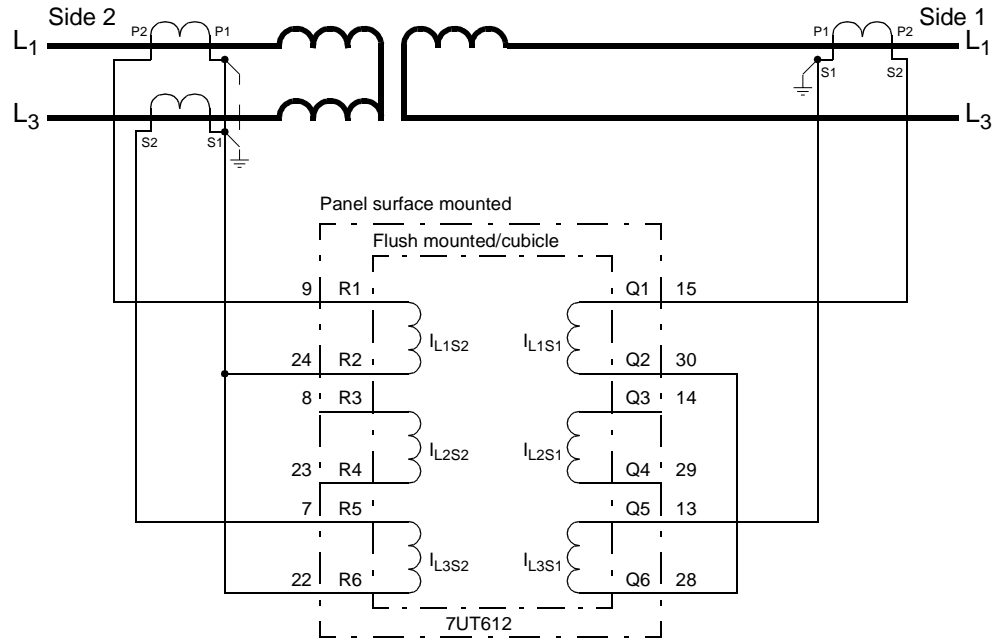 Side 2
Side 1
P2 P1
P1 P2
L1
L1
S1 S2
L3
L3
S2 S1
Panel surface mounted
Flush mounted/cubicle
9 R1 Q1 15
IL1S2 IL1S1
24 R2 Q2 30
8 R3 Q3 14
IL2S2 IL2S1
23 R4 Q4 29
7 R5 Q5 13
IL3S2 IL3S1
22 R6 Q6 28
7UT612